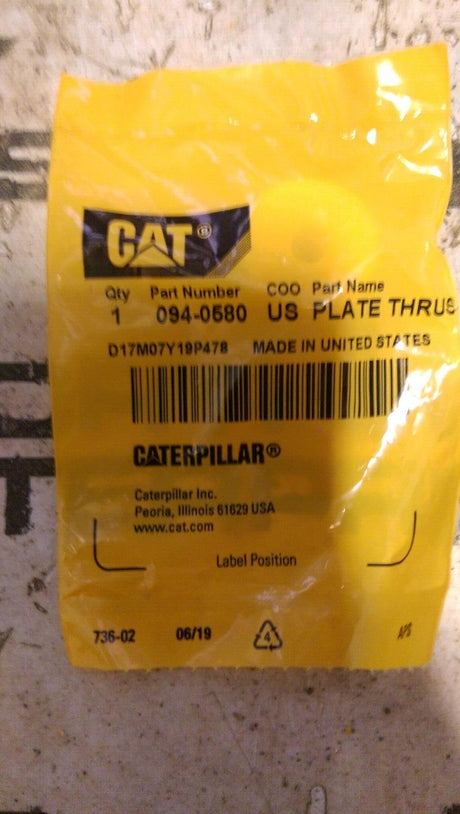 CAT®
Qty Part Number COO Part Name
1 094-0580 US PLATE THRUS
D17M07Y19P478 MADE IN UNITED STATES
CATERPILLAR®
Caterpillar Inc.
Peoria, Illinois 61629 USA
www.cat.com
Label Position
736-02 06/19 4 APS